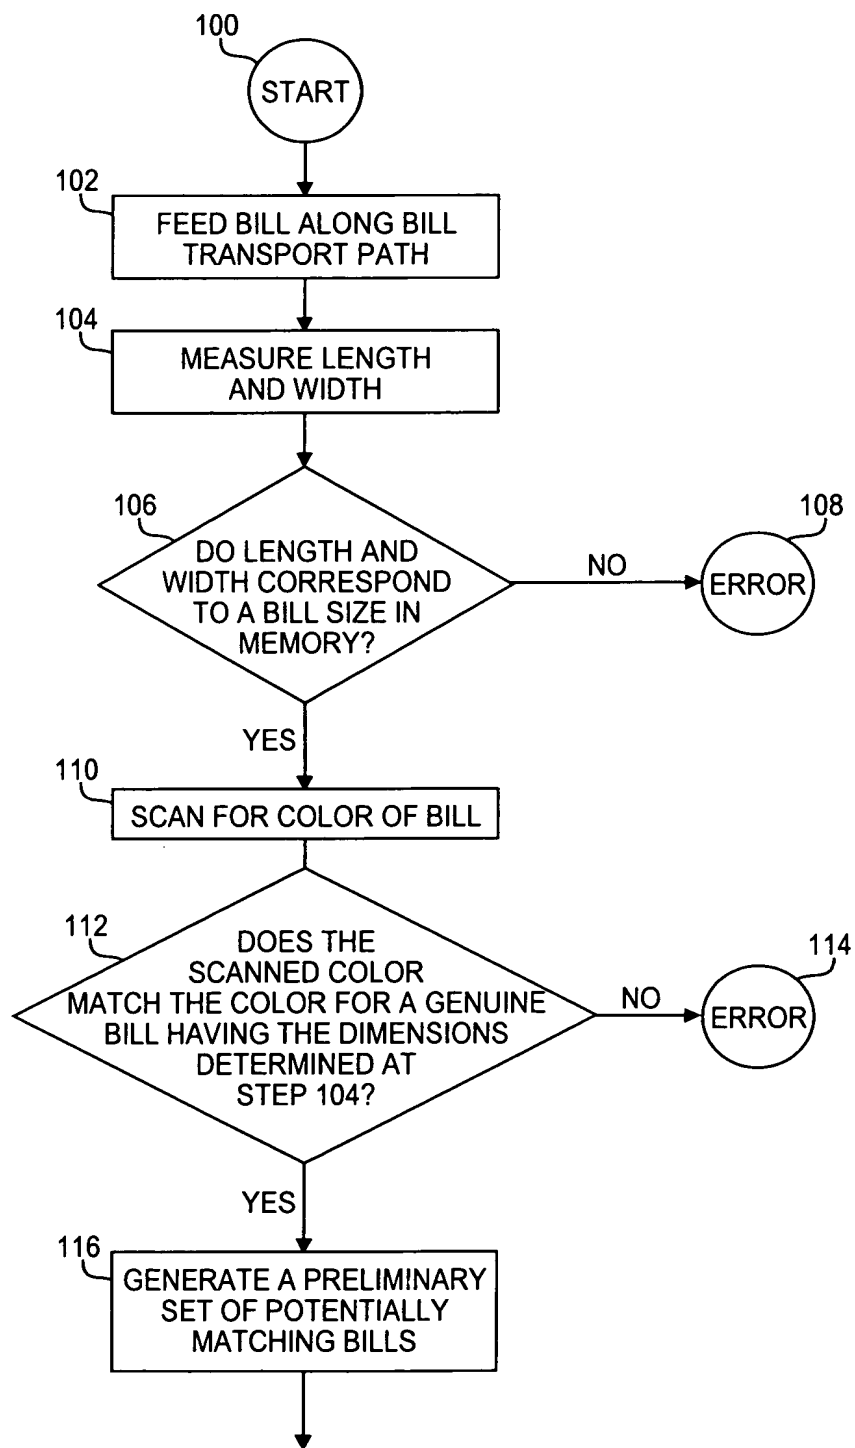 100
START
102
FEED BILL ALONG BILL
TRANSPORT PATH
104
MEASURE LENGTH
AND WIDTH
106
DO LENGTH AND
WIDTH CORRESPOND
TO A BILL SIZE IN
MEMORY?
NO
108
ERROR
YES
110
SCAN FOR COLOR OF BILL
112
DOES THE
SCANNED COLOR
MATCH THE COLOR FOR A GENUINE
BILL HAVING THE DIMENSIONS
DETERMINED AT
STEP 104?
NO
114
ERROR
YES
116
GENERATE A PRELIMINARY
SET OF POTENTIALLY
MATCHING BILLS